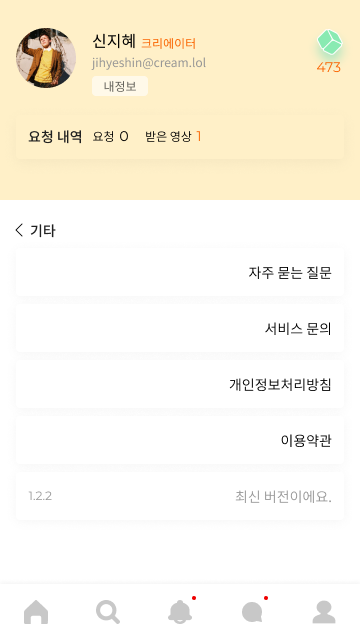 신지혜 크리에이터
jihyeshin@cream.lol
내정보
473
요청 내역 요청 0 받은 영상 1
기타
자주 묻는 질문
서비스 문의
개인정보처리방침
이용약관
1.2.2 최신 버전이에요.